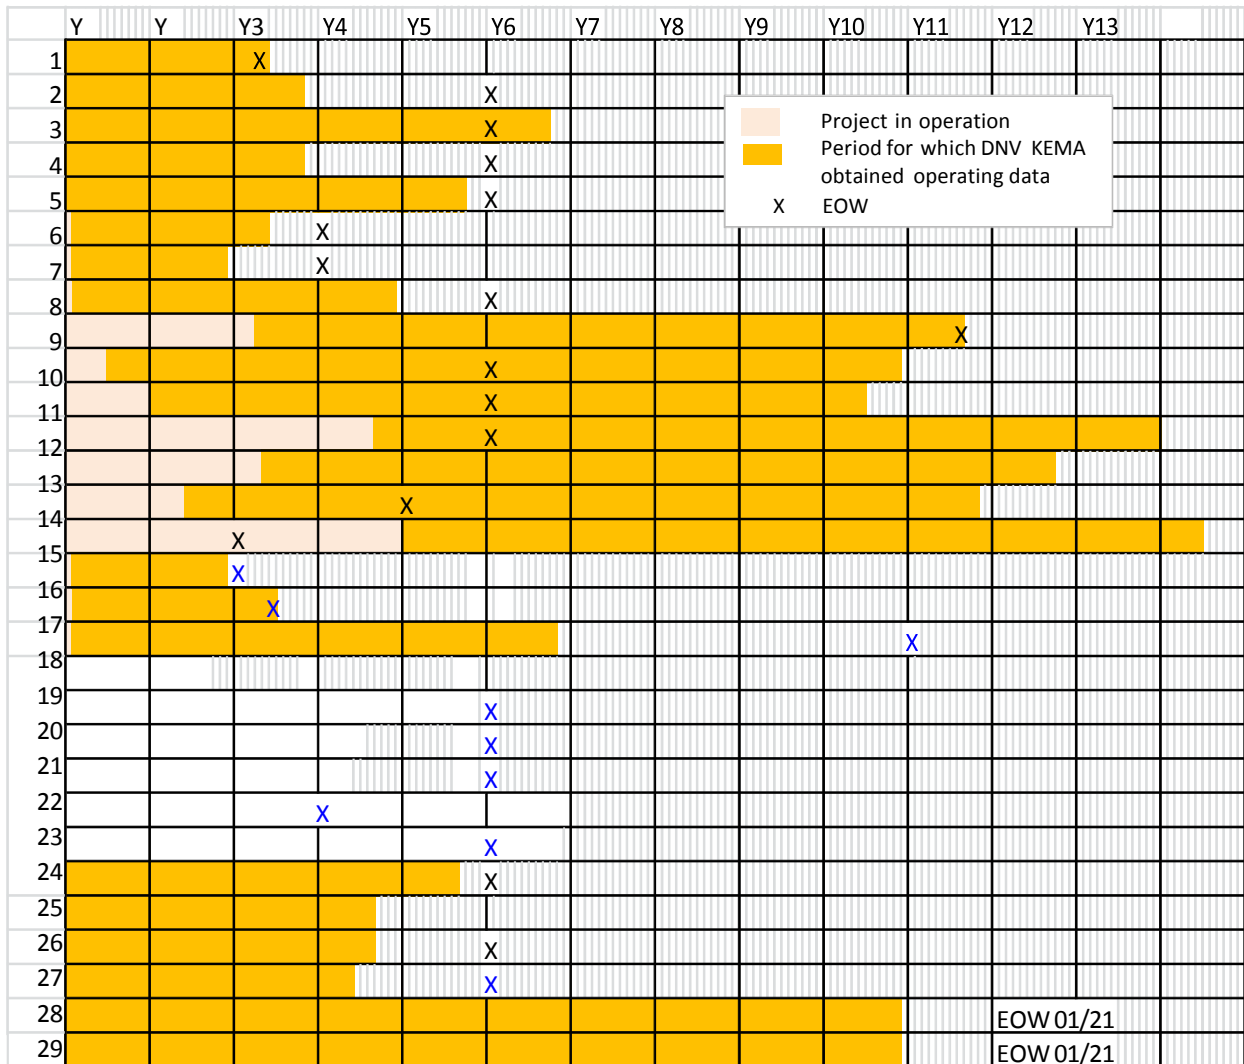 Y Y Y3 Y4 Y5 Y6 Y7 Y8 Y9 Y10 Y11 Y12 Y13
1 X
2 X
3 X
4 X
5 X
6 X
7 X
8 X
9 X
10 X
11 X
12 X
13
14 X
15 X
16 X
17 X
18 X
19
20 X
21 X
22 X
23 X
24 X
25 X
26
27 X
28 X
29
Project in operation
Period for which DNV KEMA
obtained operating data
X EOW
EOW 01/21
EOW 01/21